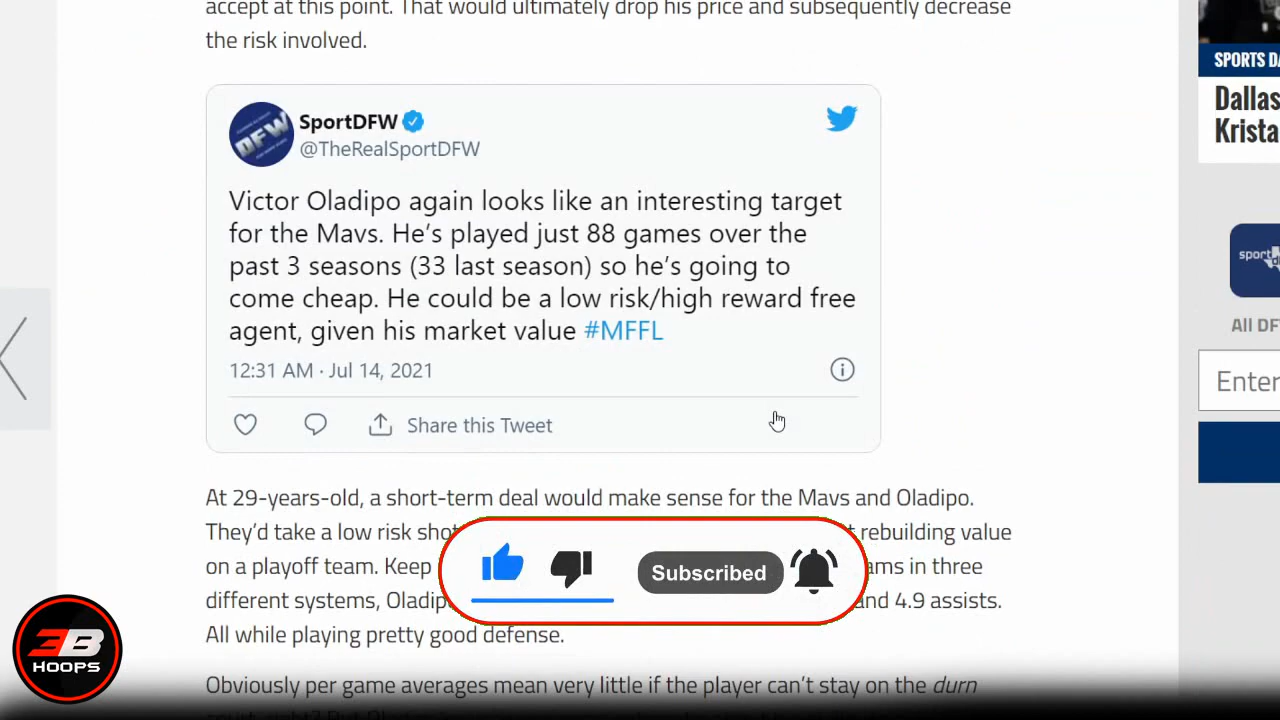 accept at this point. That would ultimately drop his price and subsequently decrease
the risk involved.
SPORTS DA
Dallas
Krista
DFW
SportDFW
@TheRealSportDFW
Victor Oladipo again looks like an interesting target
for the Mavs. He's played just 88 games over the
past 3 seasons (33 last season) so he's going to
come cheap. He could be a low risk/high reward free
agent, given his market value #MFFL
12:31 AM · Jul 14, 2021
Share this Tweet
sport
All DF
Enter
At 29-years-old, a short-term deal would make sense for the Mavs and Oladipo.
They'd take a low risk shot rebuilding value
on a playoff team. Keep ams in three
different systems, Oladip and 4.9 assists.
All while playing pretty good defense.
Subscribed
3B
HOOPS
Obviously per game averages mean very little if the player can't stay on the durn